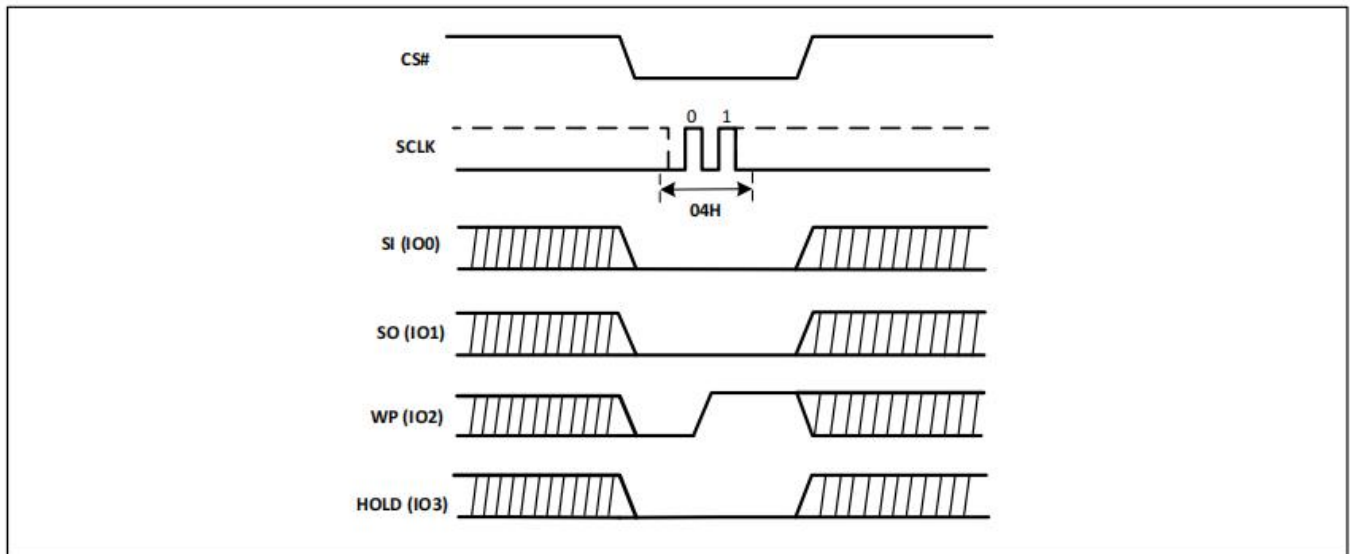 CS#
0 1
SCLK
04H
SI (IO0)
SO (IO1)
WP (IO2)
HOLD (IO3)